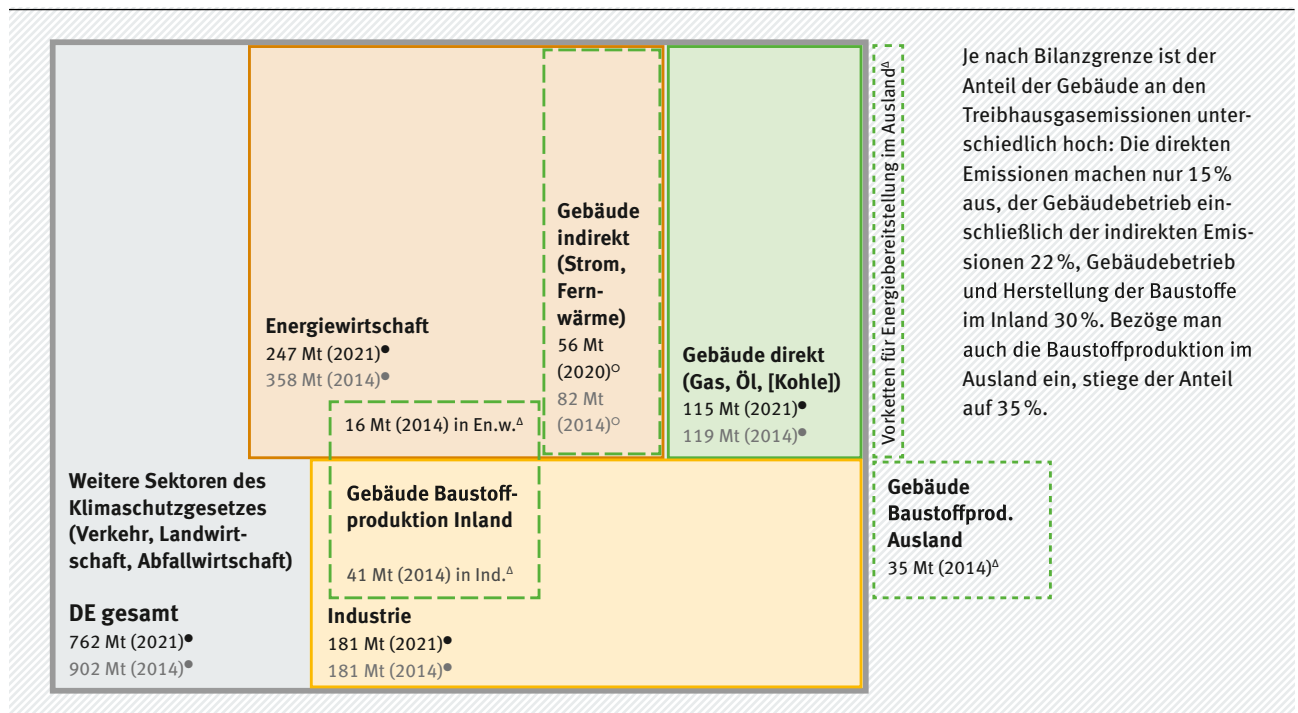 Energiewirtschaft
247 Mt (2021)●
358 Mt (2014)●
16 Mt (2014) in En.w.Δ
Gebäude
indirekt
(Strom,
Fern-
wärme)
56 Mt
(2020)○
82 Mt
(2014)○
Gebäude direkt
(Gas, Öl, [Kohle])
115 Mt (2021)●
119 Mt (2014)●
Vorketten für Energiebereitstellung im AuslandΔ
Weitere Sektoren des
Klimaschutzgesetzes
(Verkehr, Landwirt-
schaft, Abfallwirtschaft)
DE gesamt
762 Mt (2021)●
902 Mt (2014)●
Gebäude Baustoff-
produktion Inland
41 Mt (2014) in Ind.Δ
Industrie
181 Mt (2021)●
181 Mt (2014)●
Gebäude
Baustoffprod.
Ausland
35 Mt (2014)Δ
Je nach Bilanzgrenze ist der
Anteil der Gebäude an den
Treibhausgasemissionen unter-
schiedlich hoch: Die direkten
Emissionen machen nur 15 %
aus, der Gebäudebetrieb ein-
schließlich der indirekten Emis-
sionen 22 %, Gebäudebetrieb
und Herstellung der Baustoffe
im Inland 30 %. Bezöge man
auch die Baustoffproduktion im
Ausland ein, stiege der Anteil
auf 35 %.